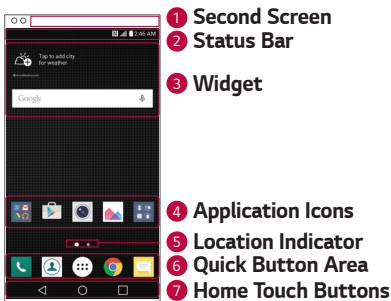 1 Second Screen
2 Status Bar
2:46 AM
Tap to add city
for weather
3 Widget
Google
4 Application Icons
5 Location Indicator
6 Quick Button Area
7 Home Touch Buttons